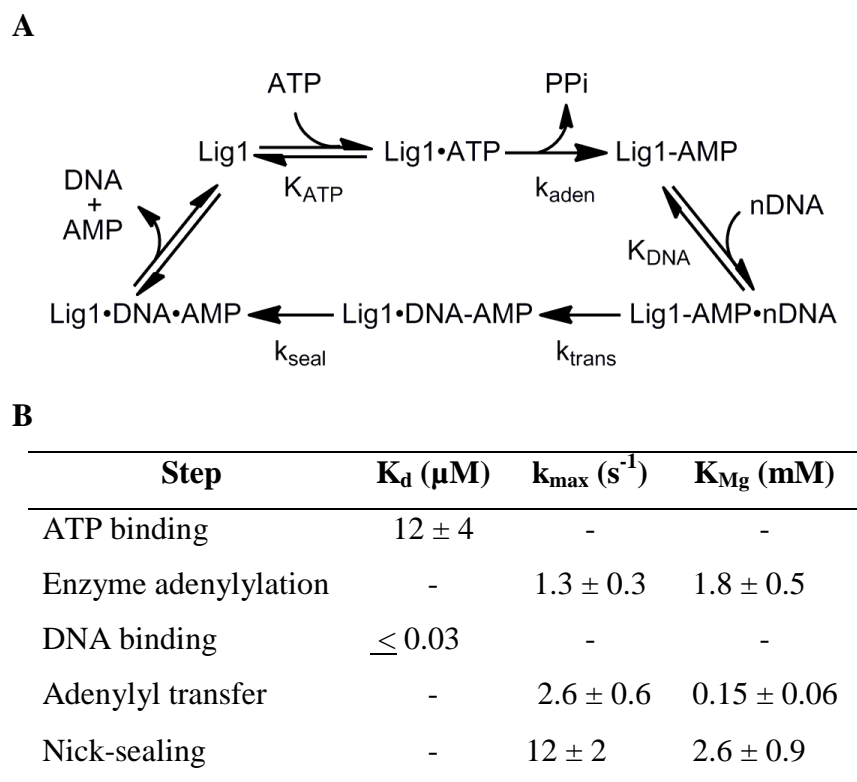 A
ATP
PPi
Lig1
Lig1•ATP
Lig1-AMP
K_ATP
k_aden
DNA
+
AMP
nDNA
K_DNA
Lig1•DNA•AMP
Lig1•DNA-AMP
Lig1-AMP•nDNA
k_seal
k_trans
B
Step K_d (µM) k_max (s^-1) K_Mg (mM)
ATP binding 12 ± 4 - -
Enzyme adenylylation - 1.3 ± 0.3 1.8 ± 0.5
DNA binding < 0.03 - -
Adenylyl transfer - 2.6 ± 0.6 0.15 ± 0.06
Nick-sealing - 12 ± 2 2.6 ± 0.9